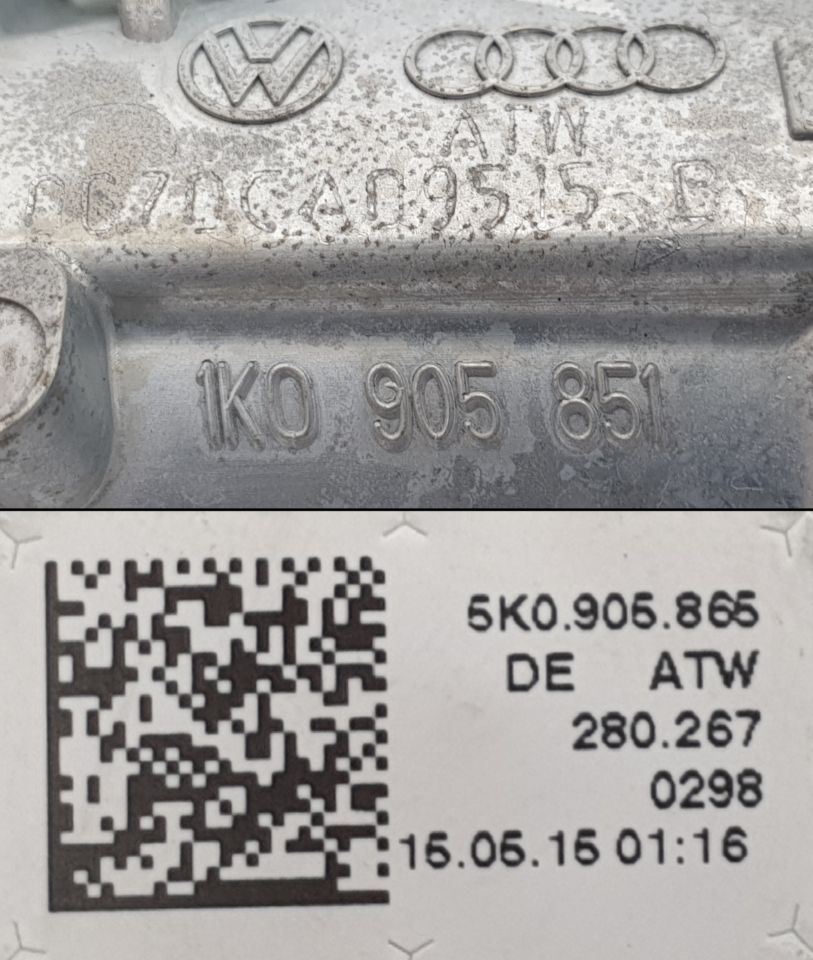 ATW
1K0 905 851
5K0.905.865
DE ATW
280.267
0298
15.05.15 01:16